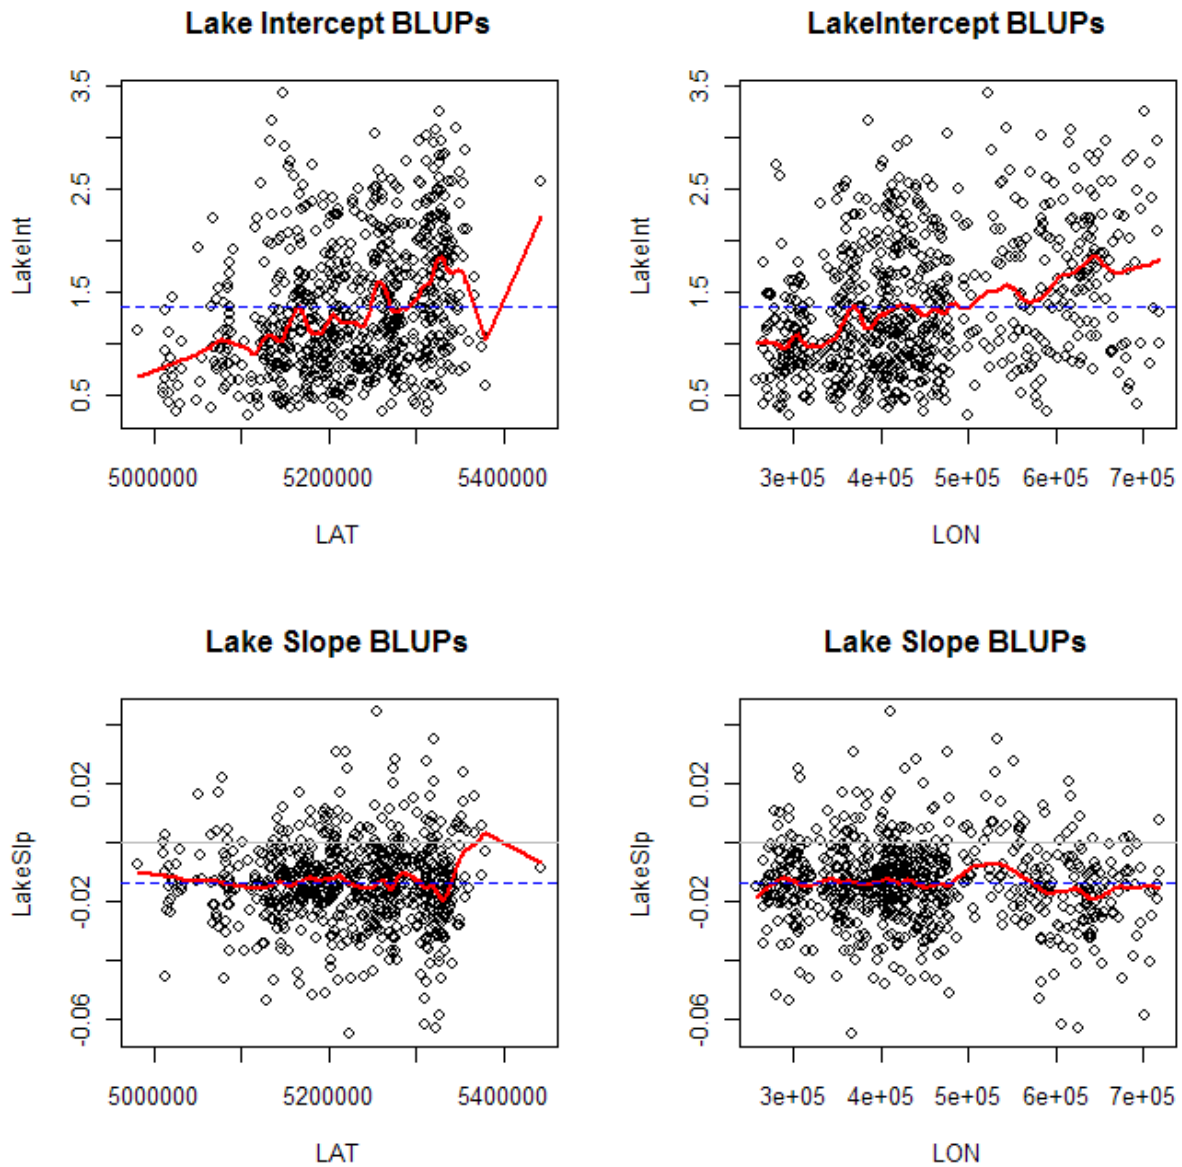 Lake Intercept BLUPs
LakeInt
3.5
2.5
1.5
0.5
5000000 5200000 5400000
LAT
LakeIntercept BLUPs
LakeInt
3.5
2.5
1.5
0.5
3e+05 4e+05 5e+05 6e+05 7e+05
LON
Lake Slope BLUPs
LakeSlp
0.02
-0.02
-0.06
5000000 5200000 5400000
LAT
Lake Slope BLUPs
LakeSlp
0.02
-0.02
-0.06
3e+05 4e+05 5e+05 6e+05 7e+05
LON